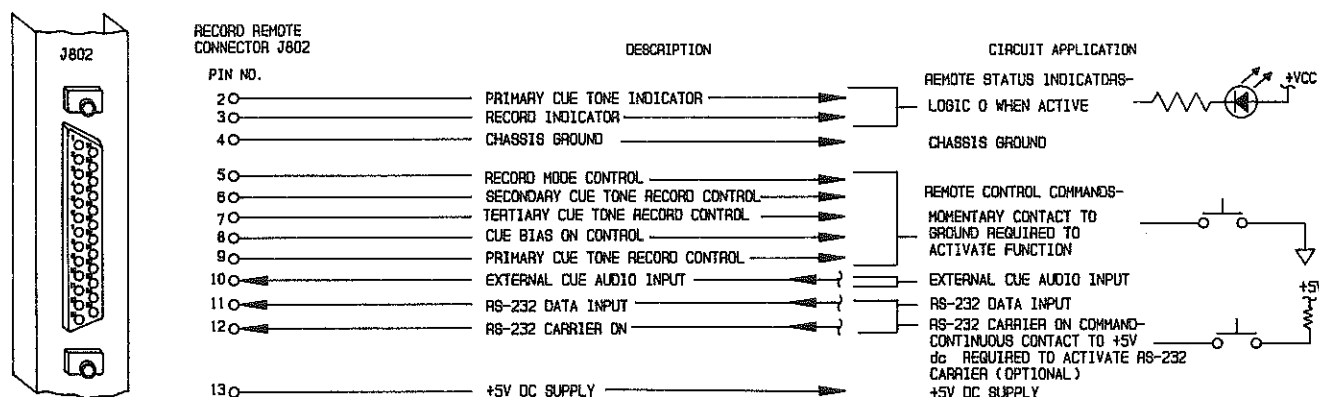 J802
RECORD REMOTE
CONNECTOR J802
DESCRIPTION
CIRCUIT APPLICATION
PIN NO.
2 PRIMARY CUE TONE INDICATOR
3 RECORD INDICATOR
REMOTE STATUS INDICATORS-
LOGIC 0 WHEN ACTIVE
+VCC
4 CHASSIS GROUND CHASSIS GROUND
5 RECORD MODE CONTROL
6 SECONDARY CUE TONE RECORD CONTROL
7 TERTIARY CUE TONE RECORD CONTROL
8 CUE BIAS ON CONTROL
9 PRIMARY CUE TONE RECORD CONTROL
REMOTE CONTROL COMMANDS-
MOMENTARY CONTACT TO
GROUND REQUIRED TO
ACTIVATE FUNCTION
10 EXTERNAL CUE AUDIO INPUT EXTERNAL CUE AUDIO INPUT
11 RS-232 DATA INPUT RS-232 DATA INPUT
12 RS-232 CARRIER ON RS-232 CARRIER ON COMMAND-
CONTINUOUS CONTACT TO +5V
dc REQUIRED TO ACTIVATE RS-232
CARRIER (OPTIONAL)
+5V
13 +5V DC SUPPLY +5V DC SUPPLY